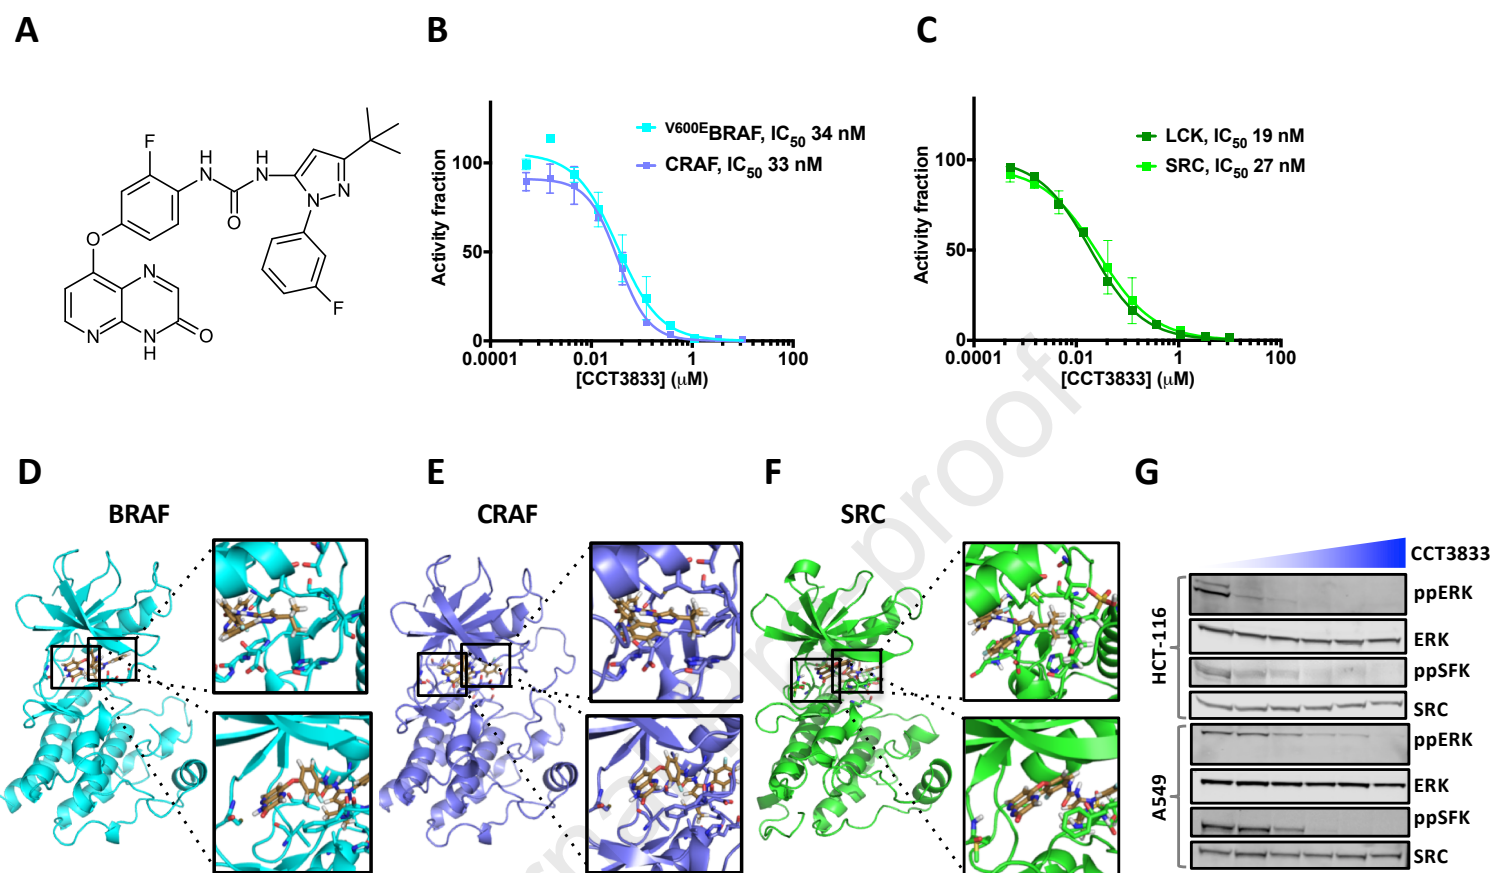 A
B
C
F
H
N
H
N
O
N
N
F
O
N
N
N
H
O
V600EBRAF, IC50 34 nM
CRAF, IC50 33 nM
Activity fraction
100
50
0
0.0001
0.01
1
100
[CCT3833] (μM)
LCK, IC50 19 nM
SRC, IC50 27 nM
Activity fraction
100
50
0
0.0001
0.01
1
100
[CCT3833] (μM)
D
E
F
G
BRAF
CRAF
SRC
CCT3833
HCT-116
ppERK
ERK
ppSFK
SRC
A549
ppERK
ERK
ppSFK
SRC